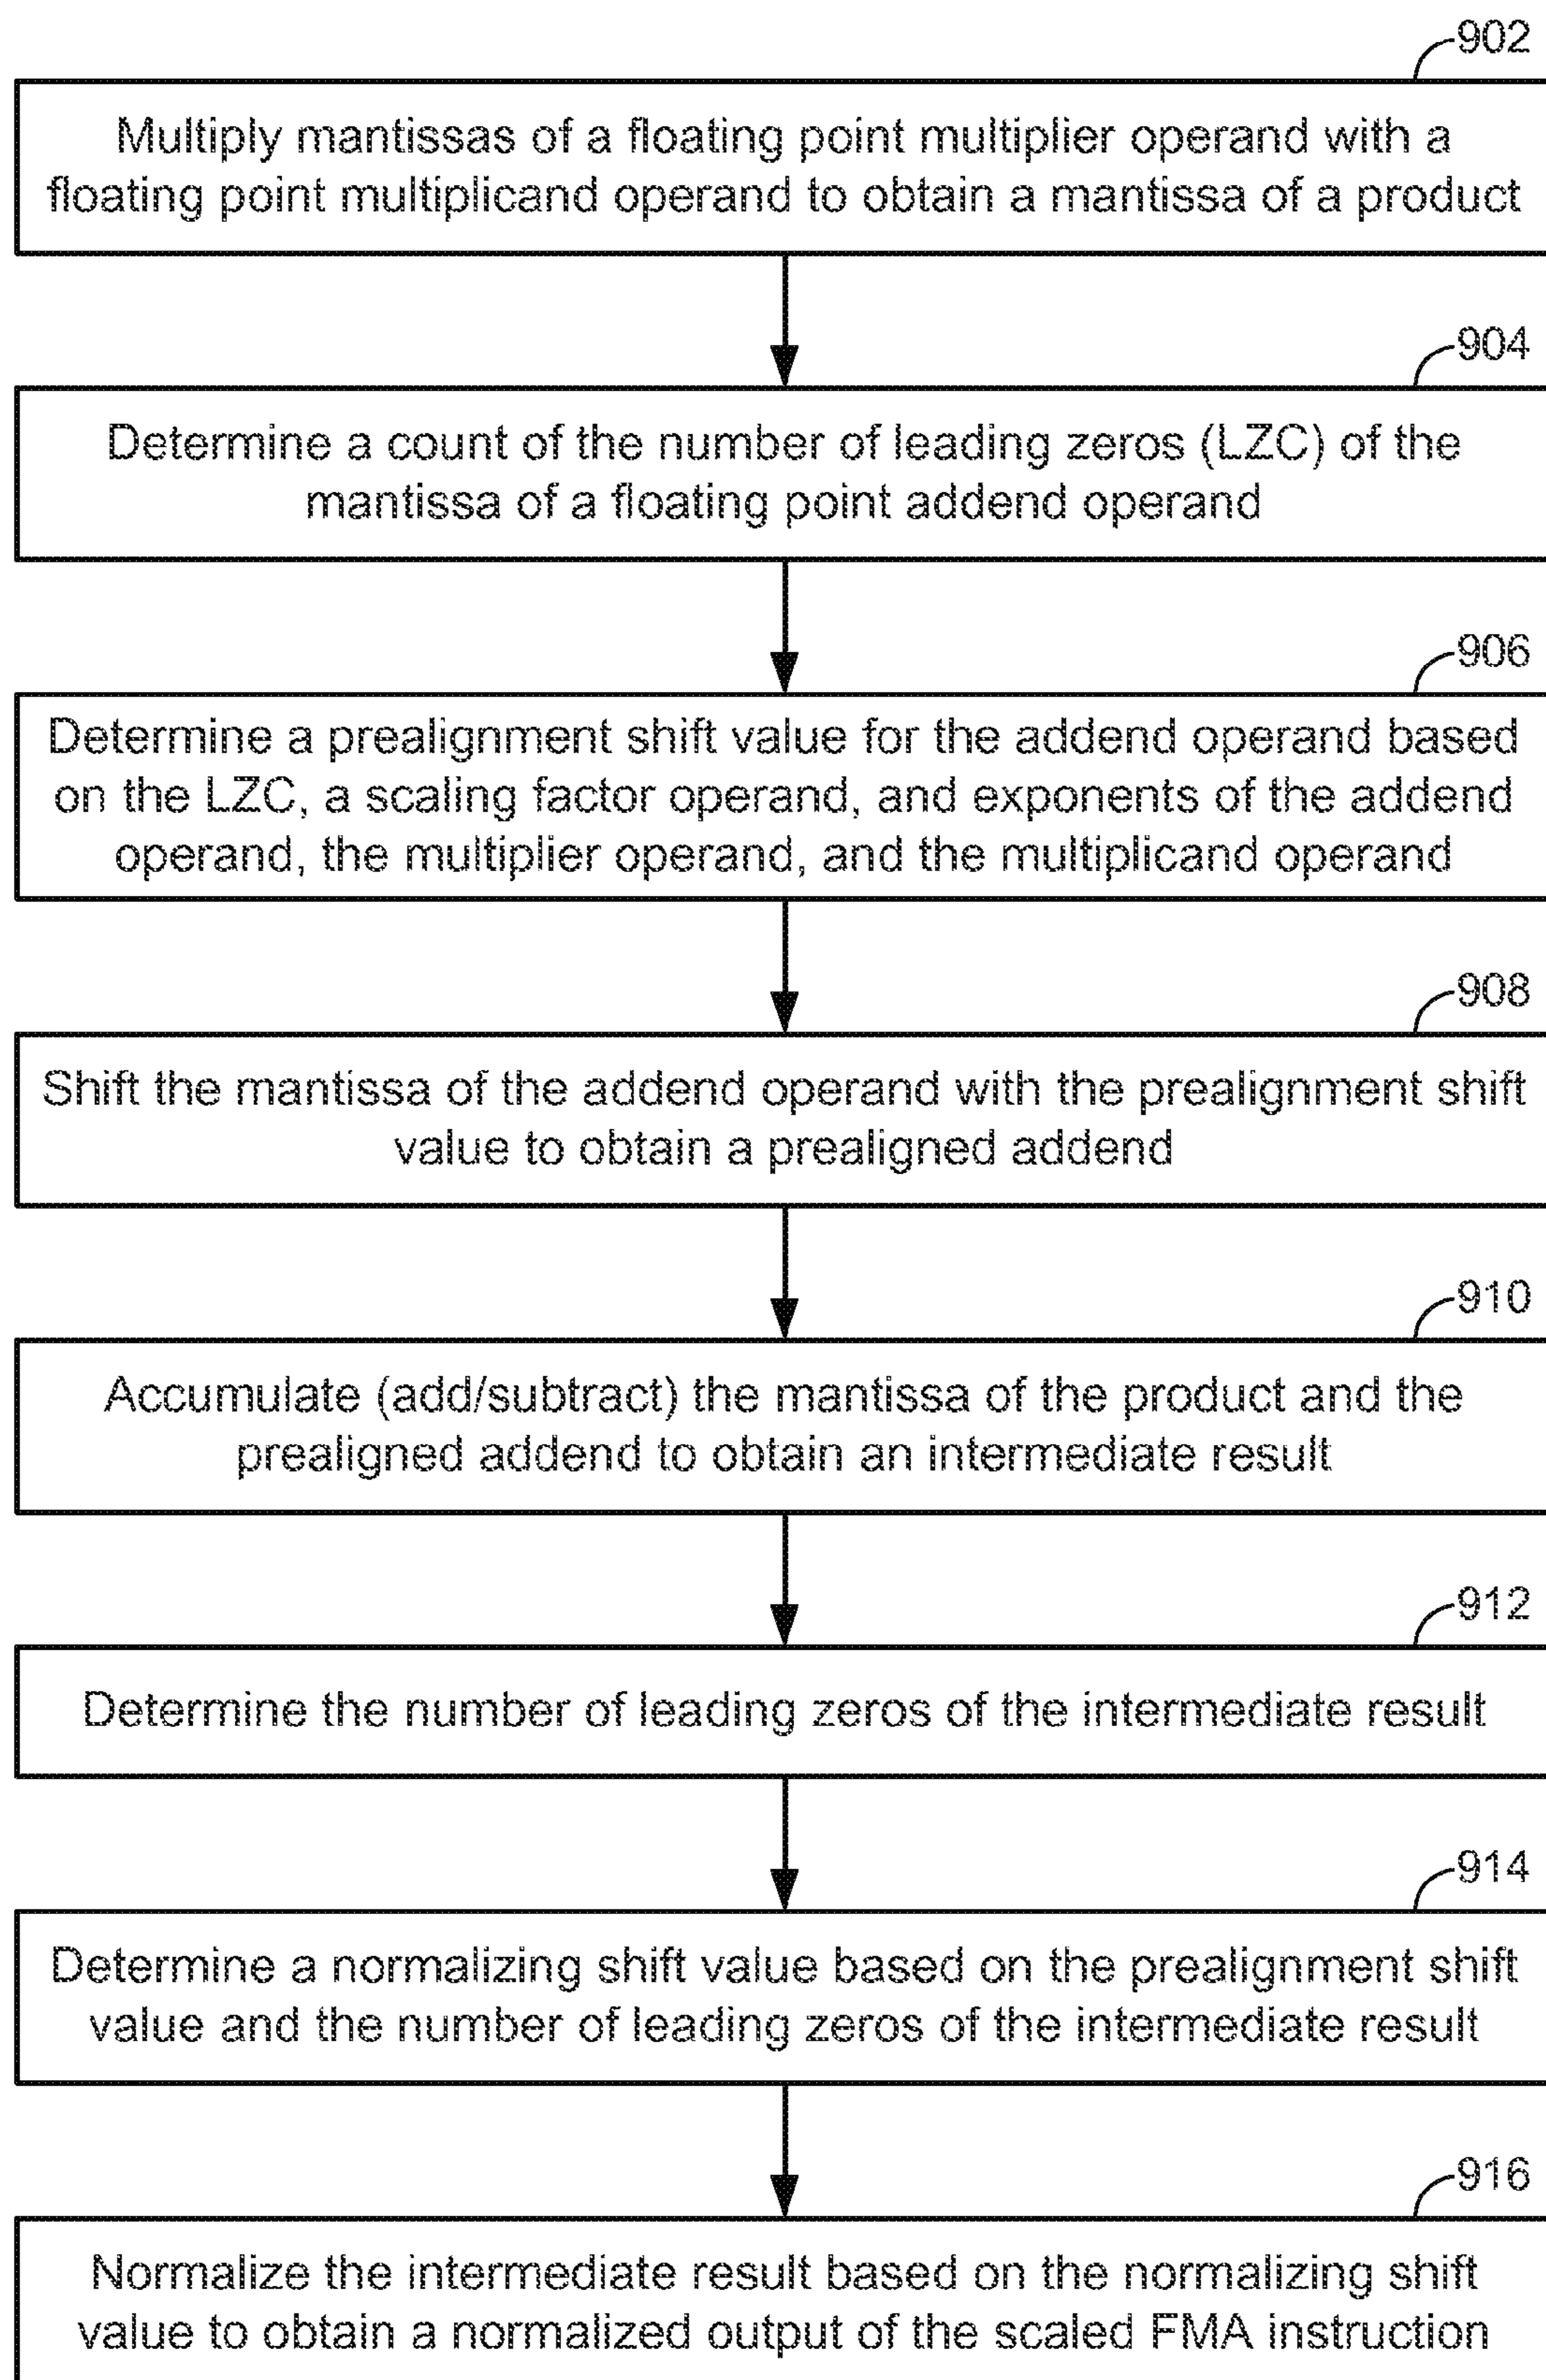 902
Multiply mantissas of a floating point multiplier operand with a
floating point multiplicand operand to obtain a mantissa of a product
904
Determine a count of the number of leading zeros (LZC) of the
mantissa of a floating point addend operand
906
Determine a prealignment shift value for the addend operand based
on the LZC, a scaling factor operand, and exponents of the addend
operand, the multiplier operand, and the multiplicand operand
908
Shift the mantissa of the addend operand with the prealignment shift
value to obtain a prealigned addend
910
Accumulate (add/subtract) the mantissa of the product and the
prealigned addend to obtain an intermediate result
912
Determine the number of leading zeros of the intermediate result
914
Determine a normalizing shift value based on the prealignment shift
value and the number of leading zeros of the intermediate result
916
Normalize the intermediate result based on the normalizing shift
value to obtain a normalized output of the scaled FMA instruction